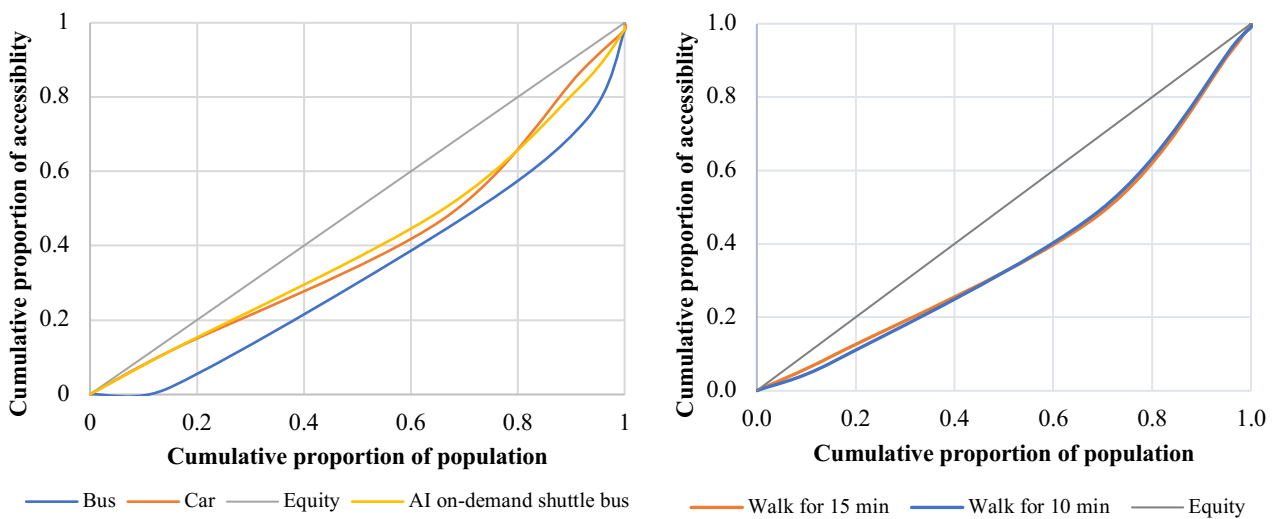 Cumulative proportion of accessiblity
1
0.8
0.6
0.4
0.2
0
0 0.2 0.4 0.6 0.8 1
Cumulative proportion of population
Bus Car Equity AI on-demand shuttle bus
Cumulative proportion of accessiblity
1.0
0.8
0.6
0.4
0.2
0.0
0.0 0.2 0.4 0.6 0.8 1.0
Cumulative proportion of population
Walk for 15 min Walk for 10 min Equity